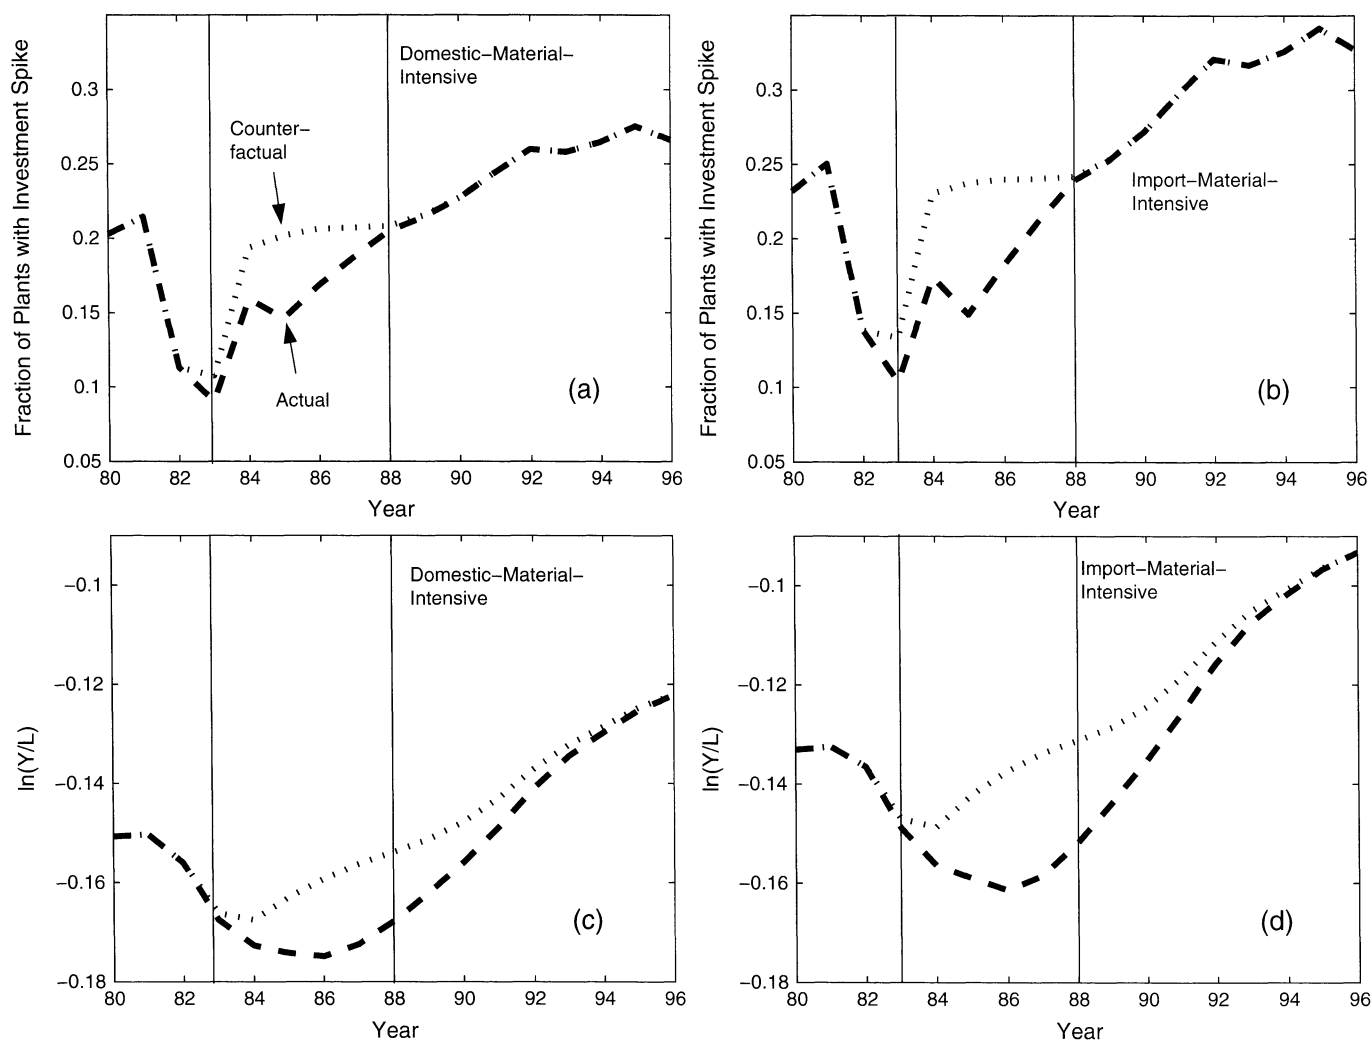 Fraction of Plants with Investment Spike
0.3
0.25
0.2
0.15
0.1
0.05
Domestic–Material–
Intensive
Counter–
factual
Actual
(a)
80 82 84 86 88 90 92 94 96
Year
Fraction of Plants with Investment Spike
0.3
0.25
0.2
0.15
0.1
0.05
Import–Material–
Intensive
(b)
80 82 84 86 88 90 92 94 96
Year
ln(Y/L)
−0.1
−0.12
−0.14
−0.16
−0.18
Domestic–Material–
Intensive
(c)
80 82 84 86 88 90 92 94 96
Year
ln(Y/L)
−0.1
−0.12
−0.14
−0.16
−0.18
Import–Material–
Intensive
(d)
80 82 84 86 88 90 92 94 96
Year